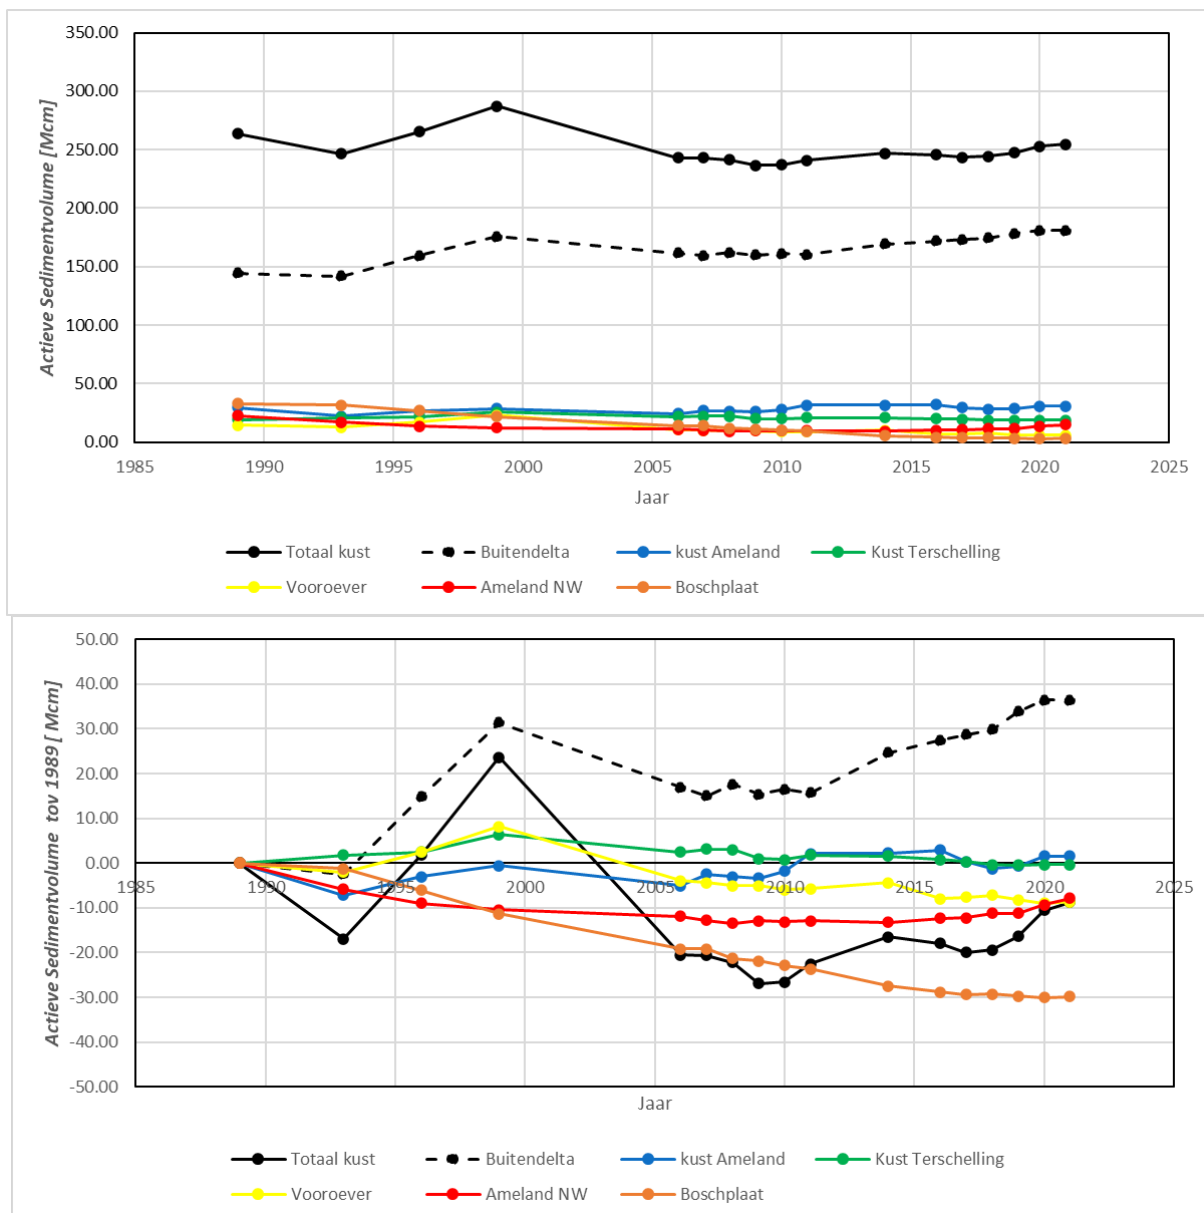 350.00
300.00
250.00
200.00
150.00
100.00
50.00
0.00
Actieve Sedimentvolume [Mcm]
1985 1990 1995 2000 2005 2010 2015 2020 2025
Jaar
Totaal kust Buitendelta kust Ameland Kust Terschelling
Vooroever Ameland NW Boschplaat
50.00
40.00
30.00
20.00
10.00
0.00
-10.00
-20.00
-30.00
-40.00
-50.00
Actieve Sedimentvolume tov 1989 [ Mcm]
1985 1990 1995 2000 2005 2010 2015 2020 2025
Jaar
Totaal kust Buitendelta kust Ameland Kust Terschelling
Vooroever Ameland NW Boschplaat